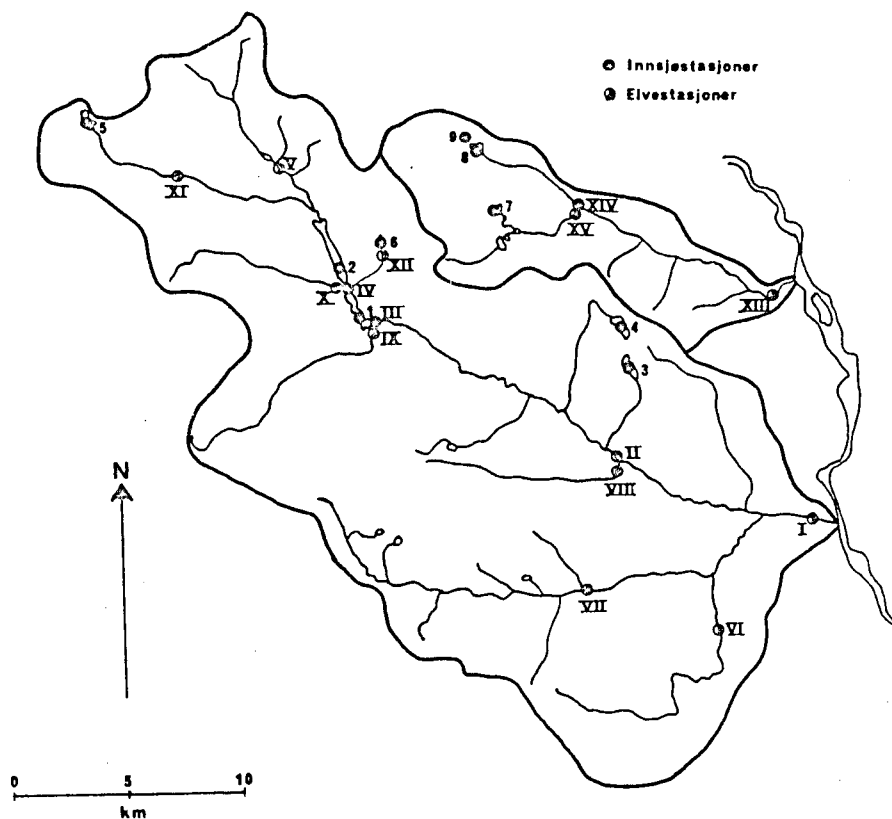 Innsjøstasjoner
Elvestasjoner
5
9
8
V
XI
7
XIV
XV
6
XII
2
X
IV
XIII
1
III
IX
4
3
II
VIII
N
I
VII
VI
0 5 10
km